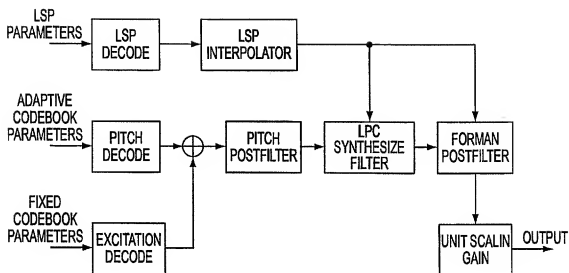 LSP
PARAMETERS
LSP
DECODE
LSP
INTERPOLATOR
ADAPTIVE
CODEBOOK
PARAMETERS
PITCH
DECODE
PITCH
POSTFILTER
LPC
SYNTHESIZE
FILTER
FORMAN
POSTFILTER
FIXED
CODEBOOK
PARAMETERS
EXCITATION
DECODE
UNIT SCALIN
GAIN
OUTPUT